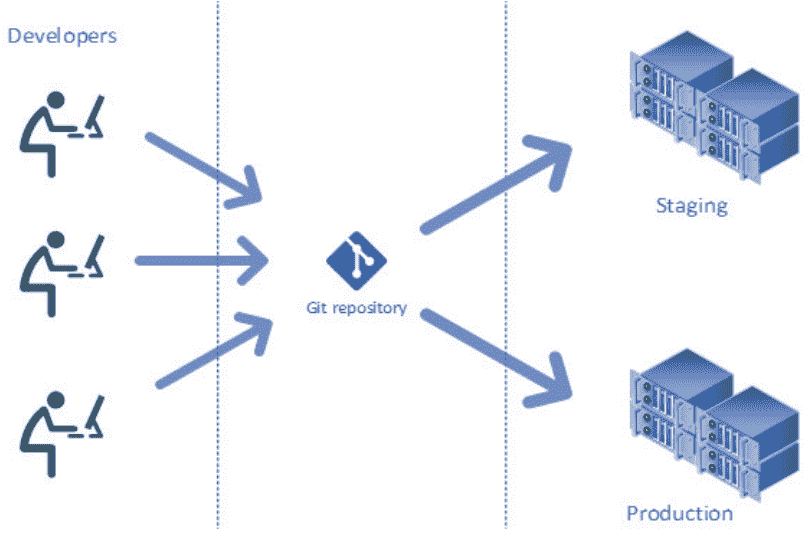 Developers
Staging
Git repository
Production